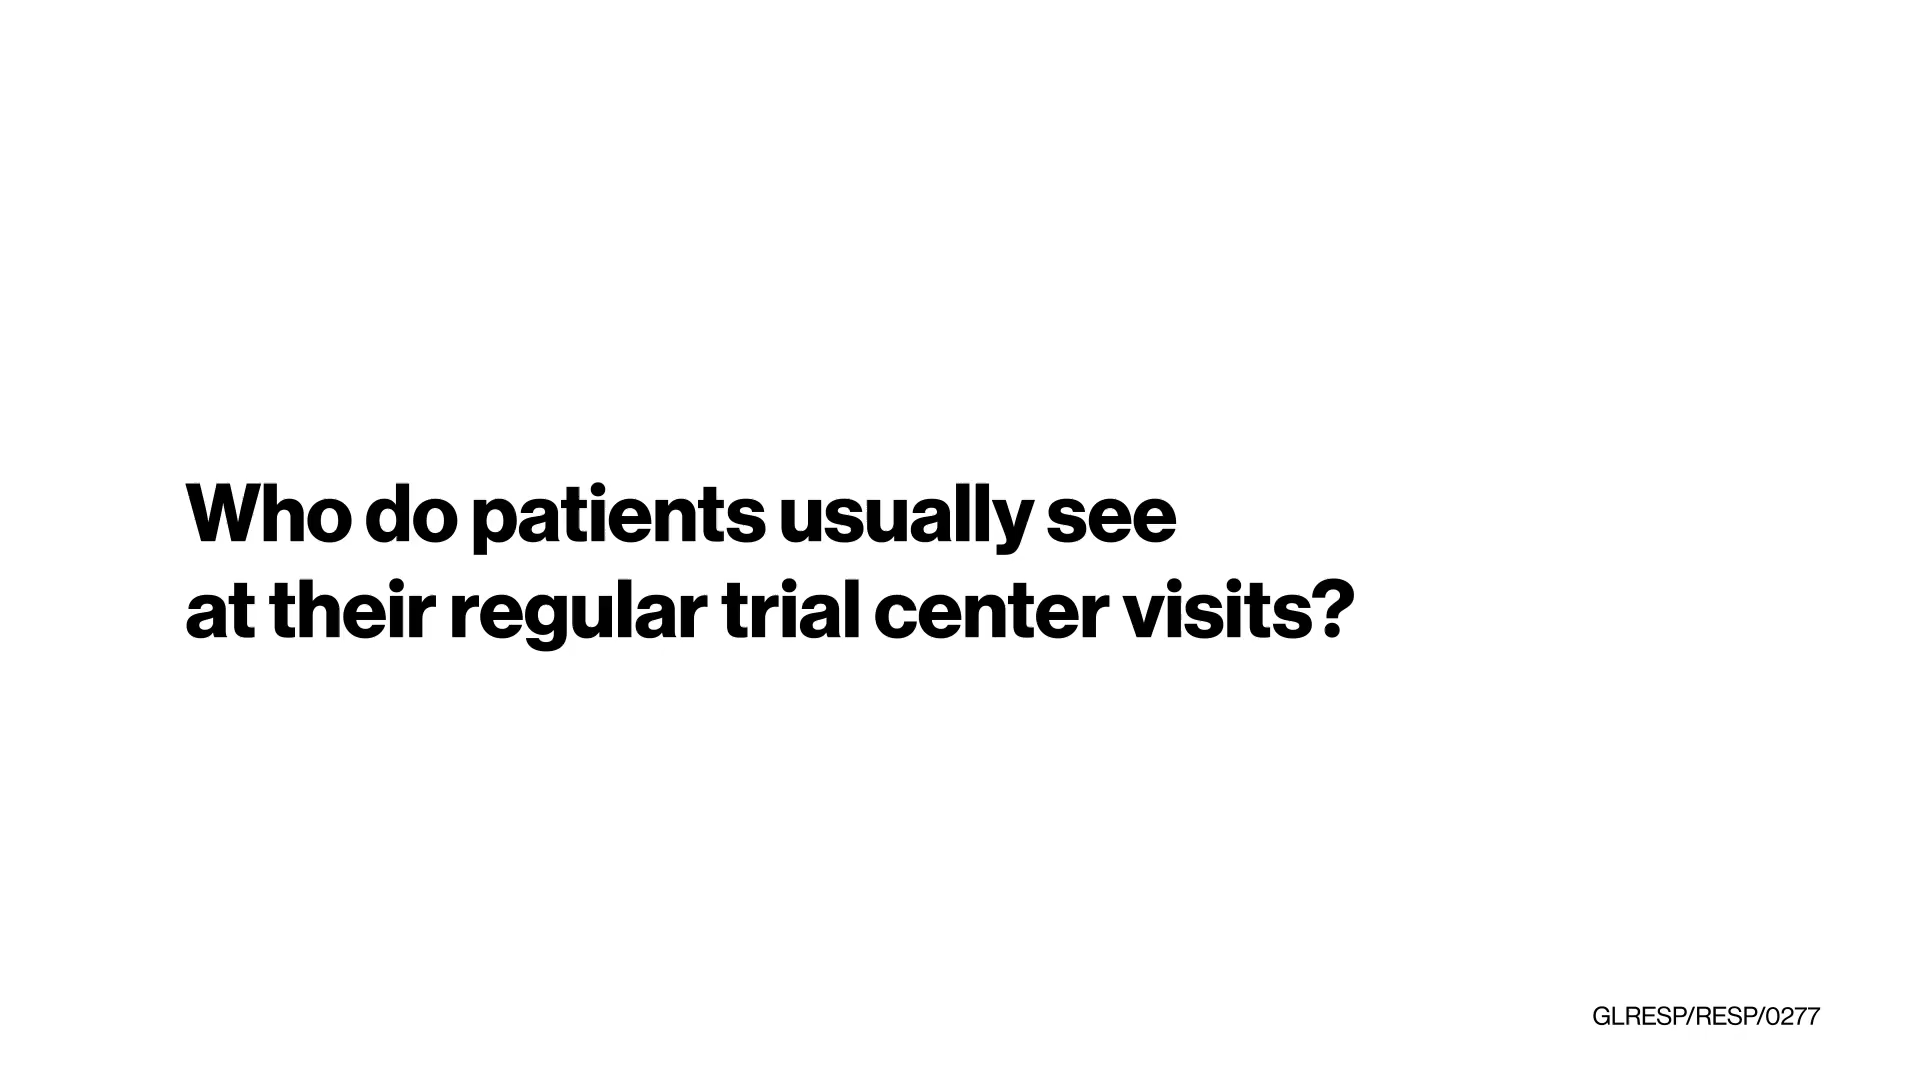 Who do patients usually see
at their regular trial center visits?
GLRESP/RESP/0277